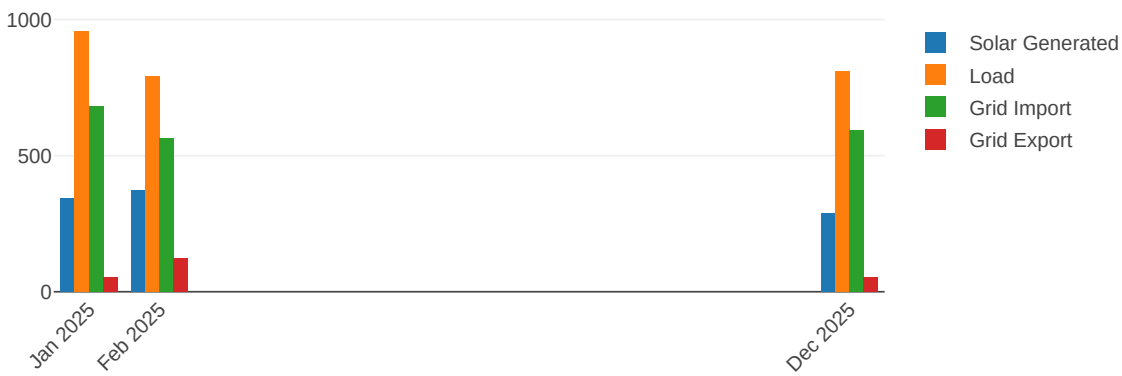 1000
500
0
Jan 2025
Feb 2025
Dec 2025
Solar Generated
Load
Grid Import
Grid Export